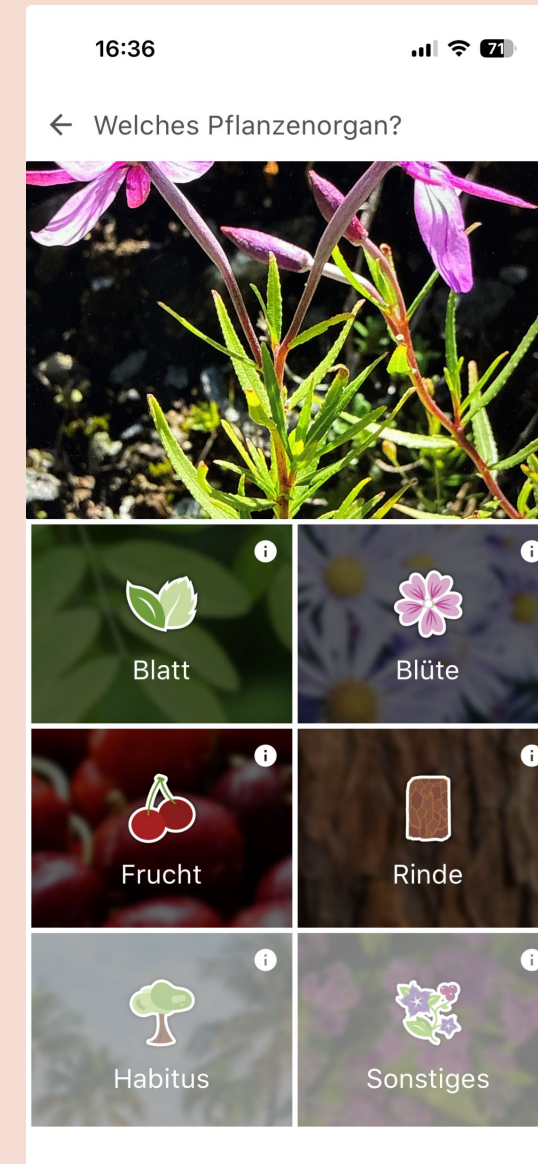 16:36
71
Welches Pflanzenorgan?
Blatt
Blüte
Frucht
Rinde
Habitus
Sonstiges